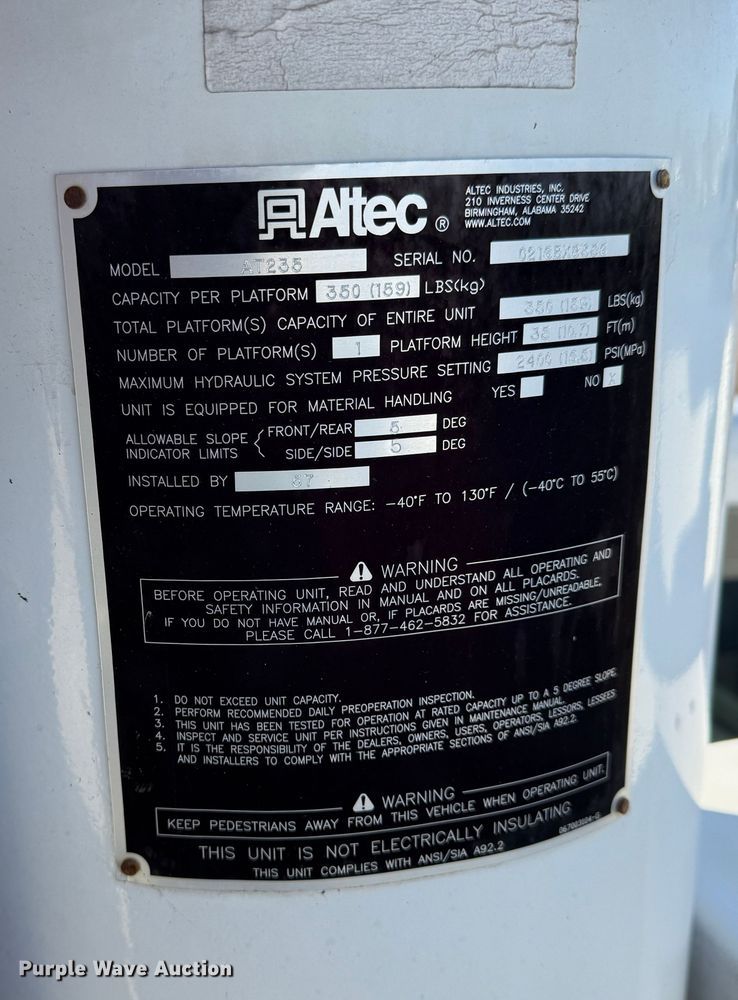 Altec ®
ALTEC INDUSTRIES, INC.
210 INVERNESS CENTER DRIVE
BIRMINGHAM, ALABAMA 35242
WWW.ALTEC.COM
MODEL AT235 SERIAL NO.
CAPACITY PER PLATFORM 350 (159) LBS(kg)
TOTAL PLATFORM(S) CAPACITY OF ENTIRE UNIT 350 (159) LBS(kg)
NUMBER OF PLATFORM(S) 1 PLATFORM HEIGHT 35 (10.7) FT(m)
MAXIMUM HYDRAULIC SYSTEM PRESSURE SETTING 2400 PSI(MPa)
UNIT IS EQUIPPED FOR MATERIAL HANDLING YES NO X
ALLOWABLE SLOPE INDICATOR LIMITS { FRONT/REAR 5 DEG
SIDE/SIDE 5 DEG
INSTALLED BY 87
OPERATING TEMPERATURE RANGE: -40°F TO 130°F / (-40°C TO 55°C)
WARNING
BEFORE OPERATING UNIT, READ AND UNDERSTAND ALL OPERATING AND
SAFETY INFORMATION IN MANUAL AND ON ALL PLACARDS.
IF YOU DO NOT HAVE MANUAL OR, IF PLACARDS ARE MISSING/UNREADABLE,
PLEASE CALL 1-877-462-5832 FOR ASSISTANCE.
1. DO NOT EXCEED UNIT CAPACITY.
2. PERFORM RECOMMENDED DAILY PREOPERATION INSPECTION.
3. THIS UNIT HAS BEEN TESTED FOR OPERATION AT RATED CAPACITY UP TO A 5 DEGREE SLOPE.
4. INSPECT AND SERVICE UNIT PER INSTRUCTIONS GIVEN IN MAINTENANCE MANUAL.
5. IT IS THE RESPONSIBILITY OF THE DEALERS, OWNERS, USERS, OPERATORS, LESSORS, LESSEES
AND INSTALLERS TO COMPLY WITH THE APPROPRIATE SECTIONS OF ANSI/SIA A92.2.
WARNING
KEEP PEDESTRIANS AWAY FROM THIS VEHICLE WHEN OPERATING UNIT.
THIS UNIT IS NOT ELECTRICALLY INSULATING
THIS UNIT COMPLIES WITH ANSI/SIA A92.2
067003104-G
Purple Wave Auction